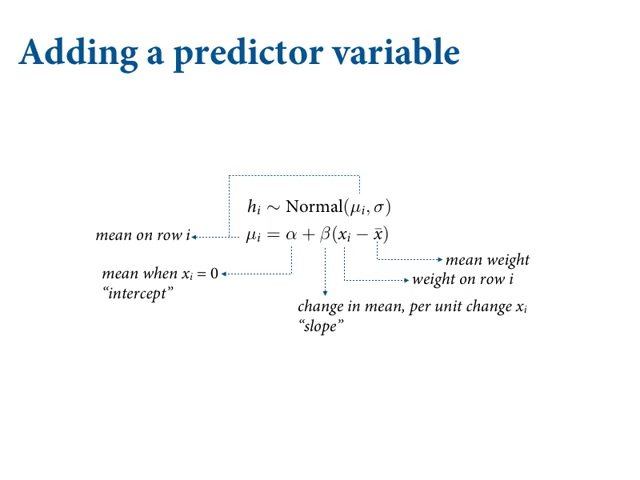 Adding a predictor variable
hᵢ ∼ Normal(μᵢ, σ)
mean on row i
μᵢ = α + β(xᵢ − x̄)
mean weight
mean when xᵢ = 0
weight on row i
“intercept”
change in mean, per unit change xᵢ
“slope”